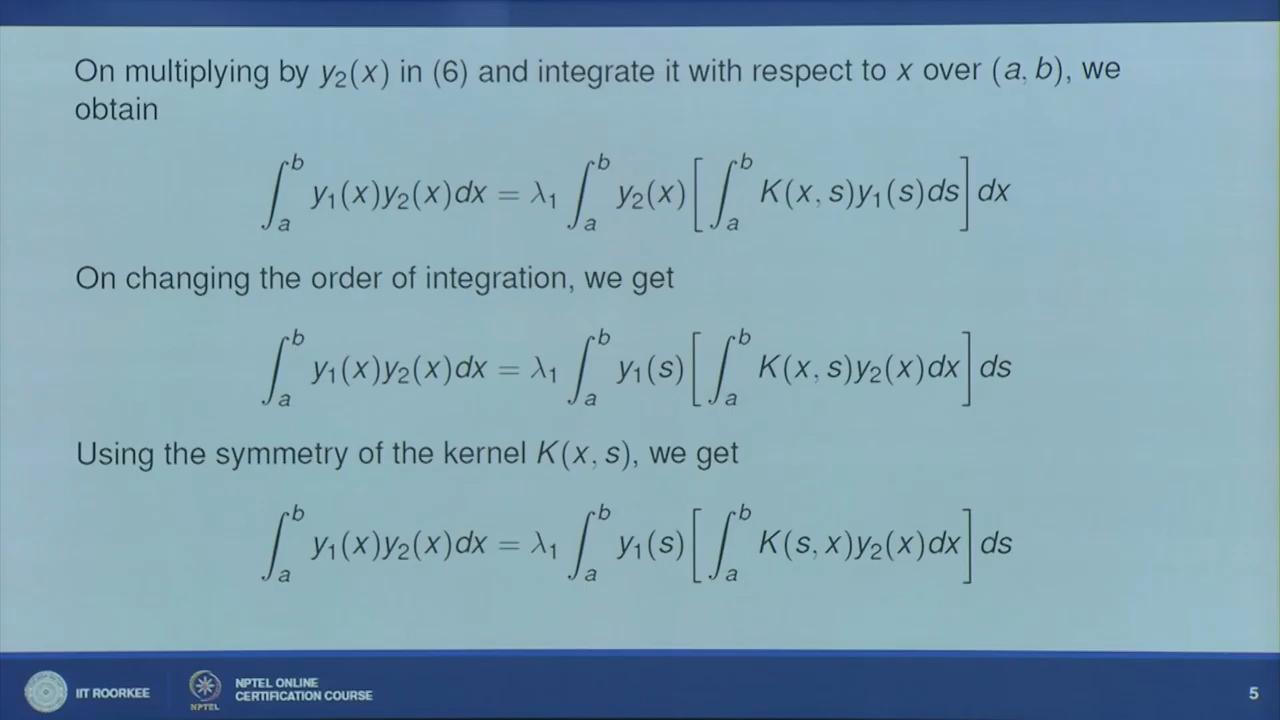 On multiplying by y₂(x) in (6) and integrate it with respect to x over (a, b), we
obtain
∫ₐᵇ y₁(x)y₂(x)dx = λ₁ ∫ₐᵇ y₂(x) [ ∫ₐᵇ K(x, s)y₁(s)ds ] dx
On changing the order of integration, we get
∫ₐᵇ y₁(x)y₂(x)dx = λ₁ ∫ₐᵇ y₁(s) [ ∫ₐᵇ K(x, s)y₂(x)dx ] ds
Using the symmetry of the kernel K(x, s), we get
∫ₐᵇ y₁(x)y₂(x)dx = λ₁ ∫ₐᵇ y₁(s) [ ∫ₐᵇ K(s, x)y₂(x)dx ] ds
IIT ROORKEE
NPTEL
NPTEL ONLINE
CERTIFICATION COURSE
5